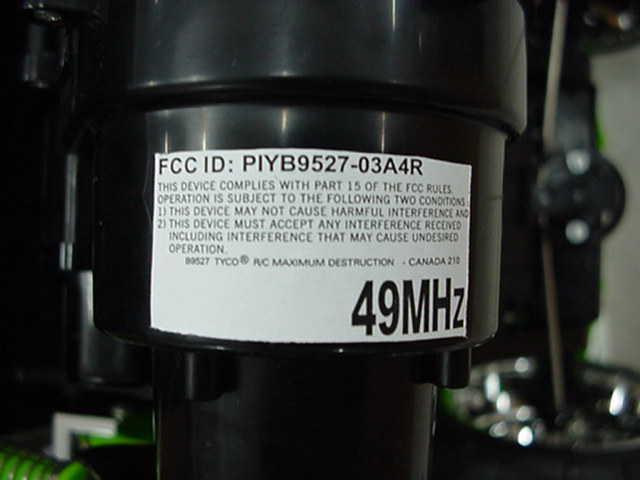 FCC ID: PIYB9527-03A4R
THIS DEVICE COMPLIES WITH PART 15 OF THE FCC RULES.
OPERATION IS SUBJECT TO THE FOLLOWING TWO CONDITIONS
1) THIS DEVICE MAY NOT CAUSE HARMFUL INTERFERENCE AND
2) THIS DEVICE MUST ACCEPT ANY INTERFERENCE RECEIVED
INCLUDING INTERFERENCE THAT MAY CAUSE UNDESIRED
OPERATION.
B9527 TYCO® R/C MAXIMUM DESTRUCTION - CANADA 210
49MHz